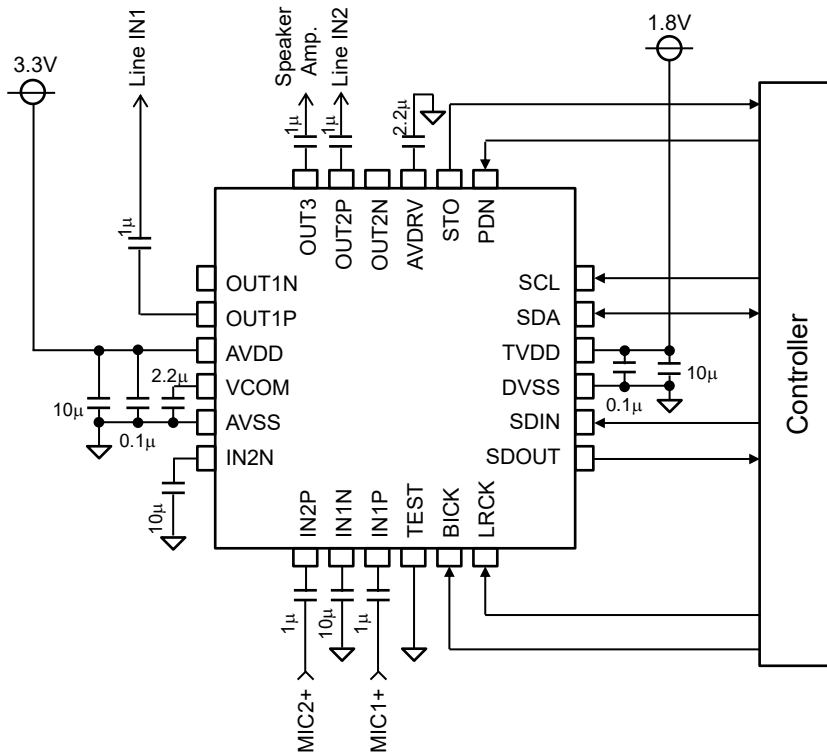 3.3V
Line IN1
Speaker
Amp.
Line IN2
1.8V
1μ
1μ
2.2μ
1μ
OUT3
OUT2P
OUT2N
AVDRV
STO
PDN
OUT1N
OUT1P
AVDD
VCOM
AVSS
IN2N
2.2μ
10μ
0.1μ
10μ
SCL
SDA
TVDD
DVSS
SDIN
SDOUT
0.1μ
10μ
Controller
IN2P
IN1N
IN1P
TEST
BICK
LRCK
1μ
10μ
1μ
MIC2+
MIC1+